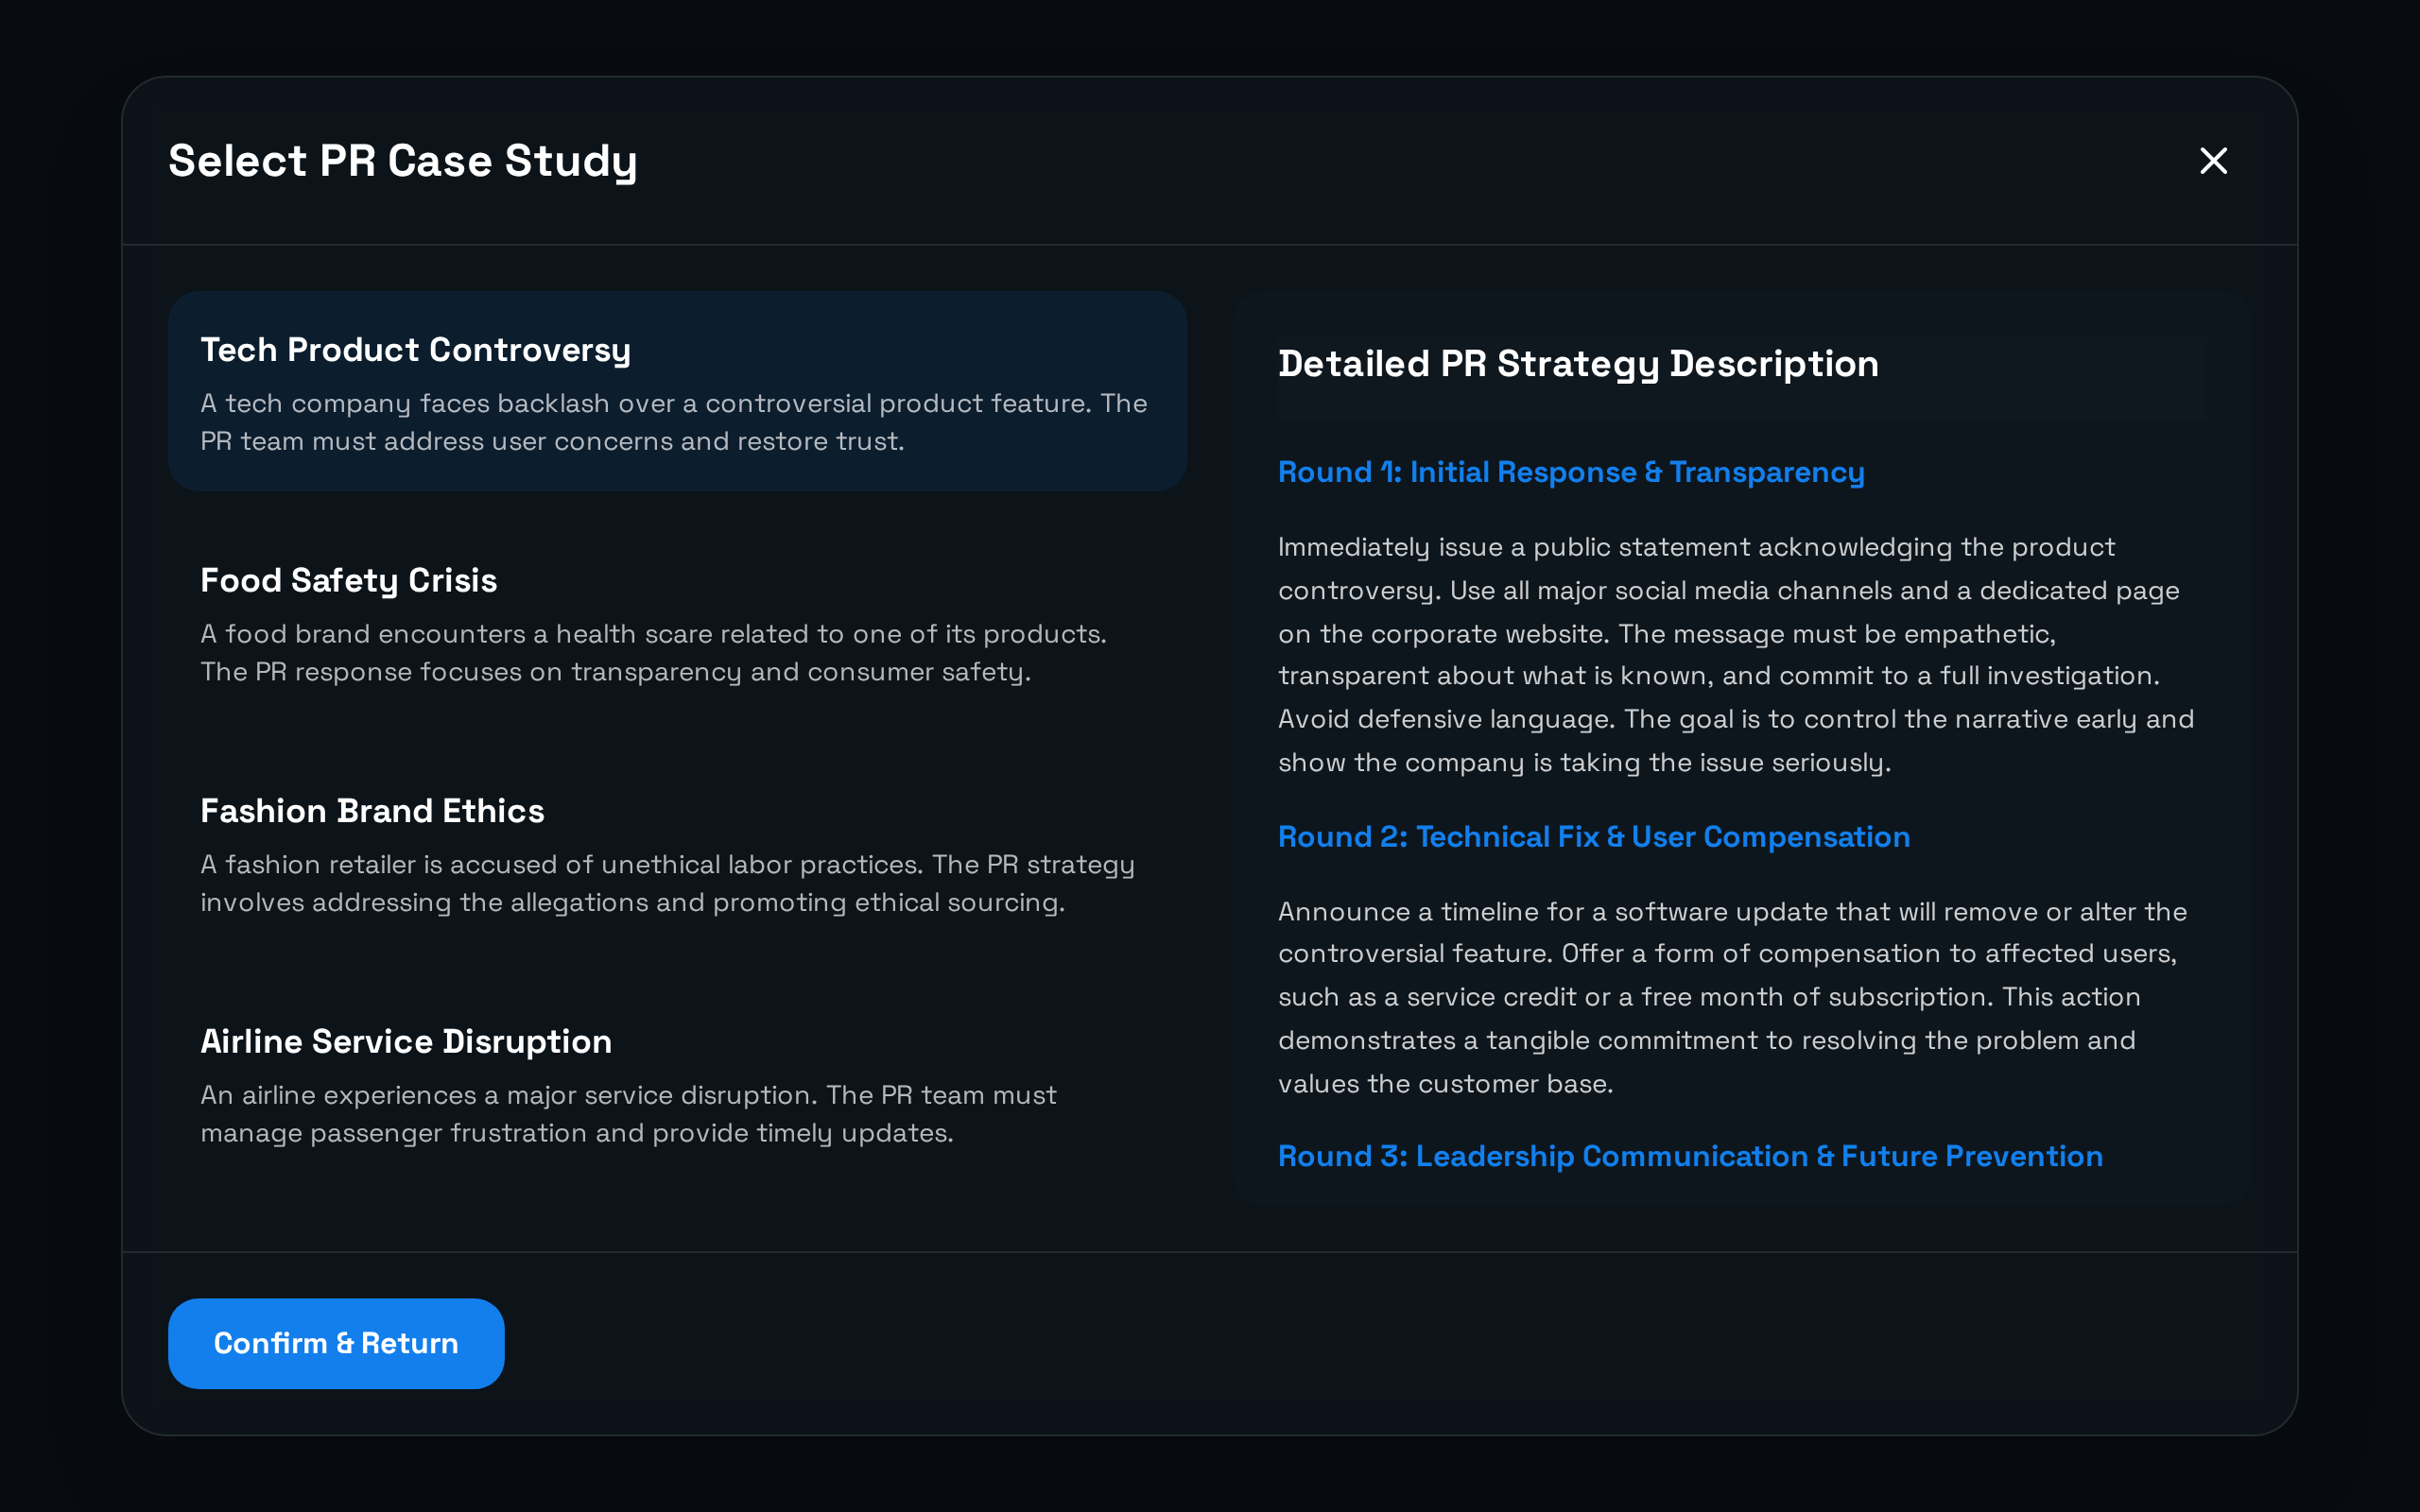 Select PR Case Study
Tech Product Controversy
A tech company faces backlash over a controversial product feature. The
PR team must address user concerns and restore trust.
Food Safety Crisis
A food brand encounters a health scare related to one of its products.
The PR response focuses on transparency and consumer safety.
Fashion Brand Ethics
A fashion retailer is accused of unethical labor practices. The PR strategy
involves addressing the allegations and promoting ethical sourcing.
Airline Service Disruption
An airline experiences a major service disruption. The PR team must
manage passenger frustration and provide timely updates.
Detailed PR Strategy Description
Round 1: Initial Response & Transparency
Immediately issue a public statement acknowledging the product
controversy. Use all major social media channels and a dedicated page
on the corporate website. The message must be empathetic,
transparent about what is known, and commit to a full investigation.
Avoid defensive language. The goal is to control the narrative early and
show the company is taking the issue seriously.
Round 2: Technical Fix & User Compensation
Announce a timeline for a software update that will remove or alter the
controversial feature. Offer a form of compensation to affected users,
such as a service credit or a free month of subscription. This action
demonstrates a tangible commitment to resolving the problem and
values the customer base.
Round 3: Leadership Communication & Future Prevention
Confirm & Return